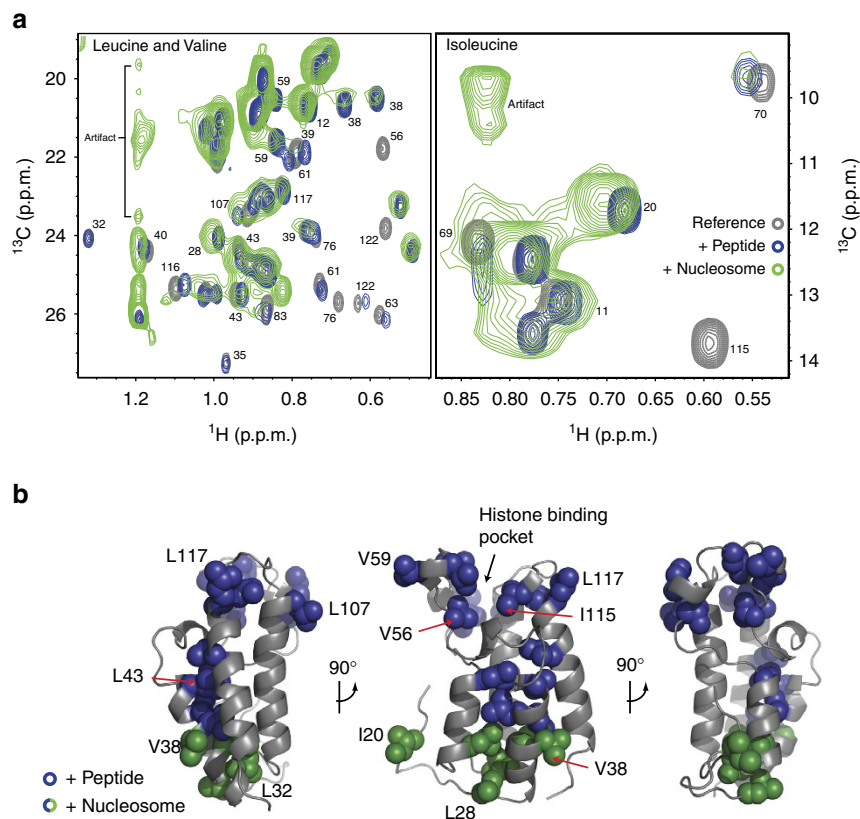 a
Leucine and Valine
Isoleucine
Artifact
59
12
38
38
39
56
59
61
107
117
32
40
28
43
39
76
122
116
61
122
43
83
76
63
35
20
22
24
26
13C (p.p.m.)
1.2
1.0
0.8
0.6
1H (p.p.m.)
Artifact
70
69
20
11
115
Reference
+ Peptide
+ Nucleosome
10
11
12
13
14
13C (p.p.m.)
0.85
0.80
0.75
0.70
0.65
0.60
0.55
1H (p.p.m.)
b
Histone binding
pocket
L117
L107
L43
V38
L32
90°
V59
V56
L117
I115
I20
L28
V38
90°
+ Peptide
+ Nucleosome